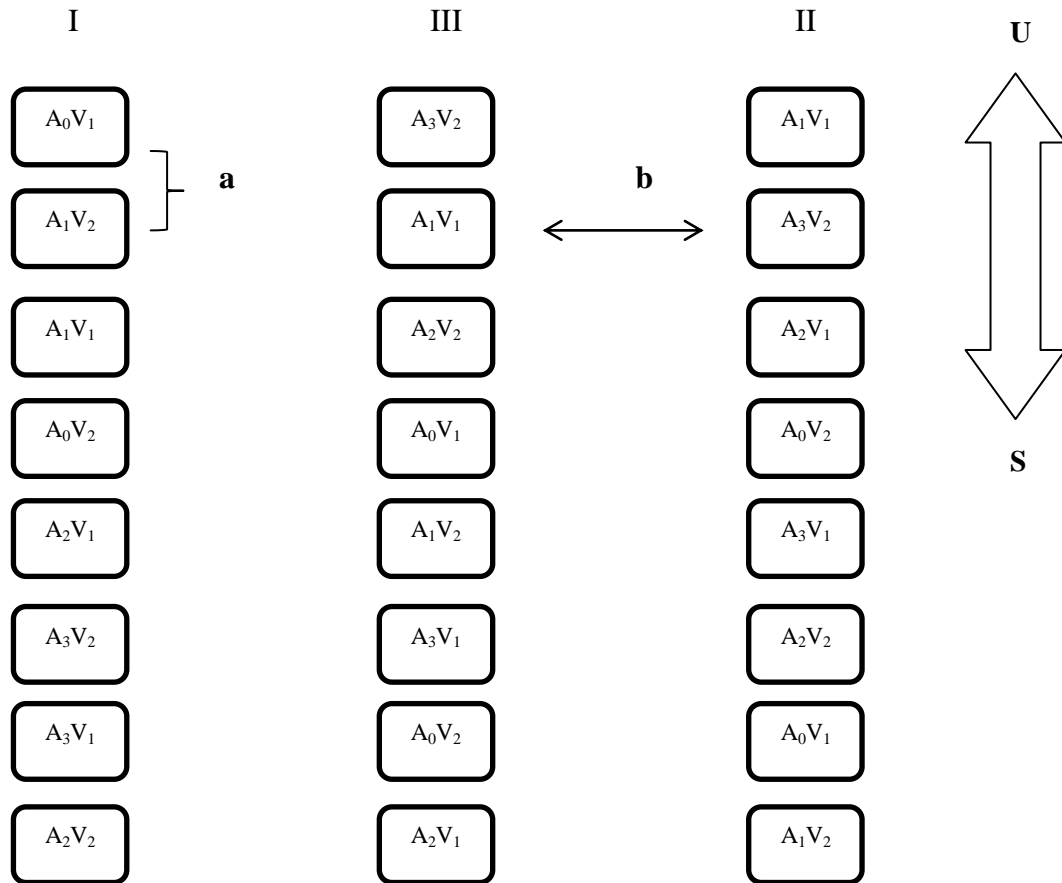 I III II U
A₀V₁ A₃V₂ A₁V₁
a b
A₁V₂ A₁V₁ A₃V₂
A₁V₁ A₂V₂ A₂V₁
A₀V₂ A₀V₁ A₀V₂
S
A₂V₁ A₁V₂ A₃V₁
A₃V₂ A₃V₁ A₂V₂
A₃V₁ A₀V₂ A₀V₁
A₂V₂ A₂V₁ A₁V₂